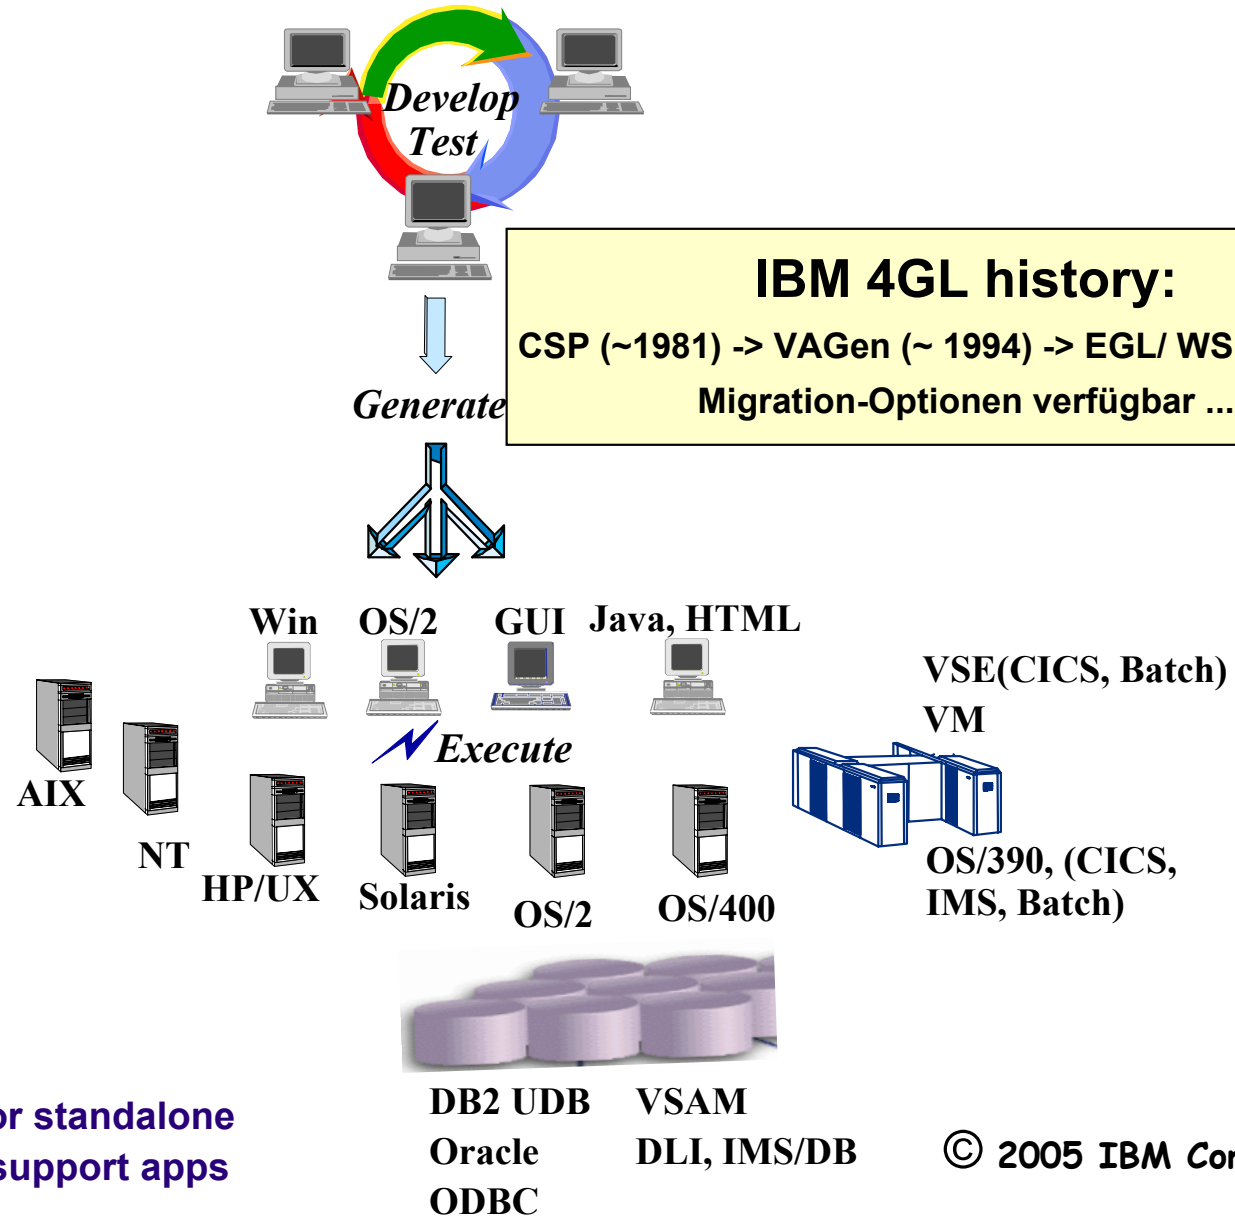 Develop
Test
IBM 4GL history:
CSP (~1981) -> VAGen (~ 1994) -> EGL/ WS
Migration-Optionen verfügbar ...
Generate
Win
OS/2
GUI
Java, HTML
VSE(CICS, Batch)
VM
Execute
AIX
NT
HP/UX
Solaris
OS/2
OS/400
OS/390, (CICS,
IMS, Batch)
DB2 UDB
Oracle
ODBC
VSAM
DLI, IMS/DB
or standalone
support apps
© 2005 IBM Cor